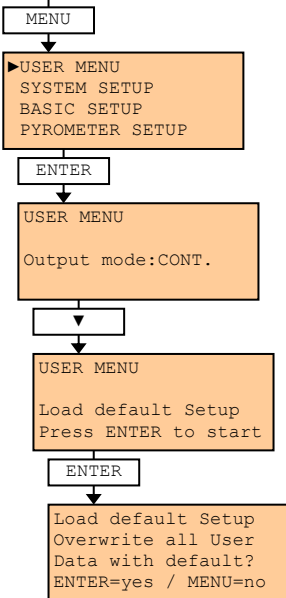 MENU
►USER MENU
SYSTEM SETUP
BASIC SETUP
PYROMETER SETUP
ENTER
USER MENU
Output mode:CONT.
▼
USER MENU
Load default Setup
Press ENTER to start
ENTER
Load default Setup
Overwrite all User
Data with default?
ENTER=yes / MENU=no